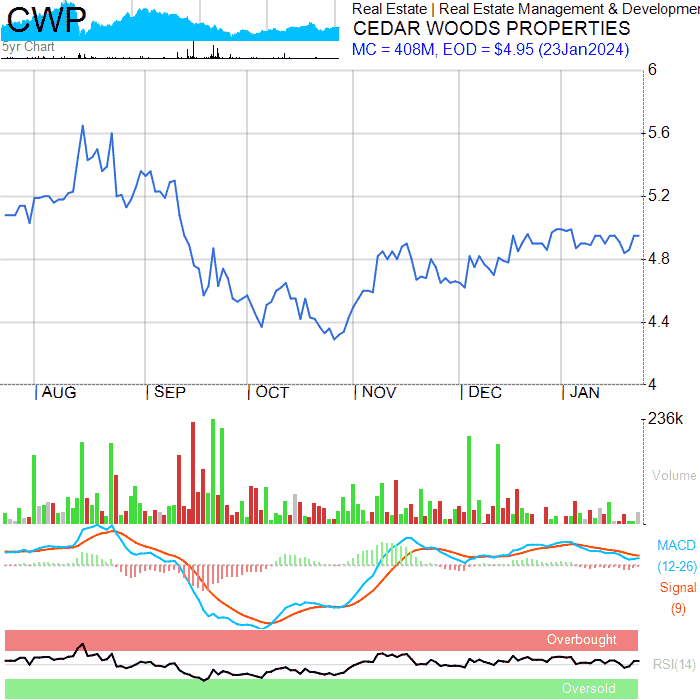 CWP
5yr Chart
Real Estate | Real Estate Management & Developmen
CEDAR WOODS PROPERTIES
MC = 408M, EOD = $4.95 (23Jan2024)
6
5.6
5.2
4.8
4.4
4
AUG SEP OCT NOV DEC JAN
236k
Volume
MACD
(12-26)
Signal
(9)
Overbought
RSI(14)
Oversold